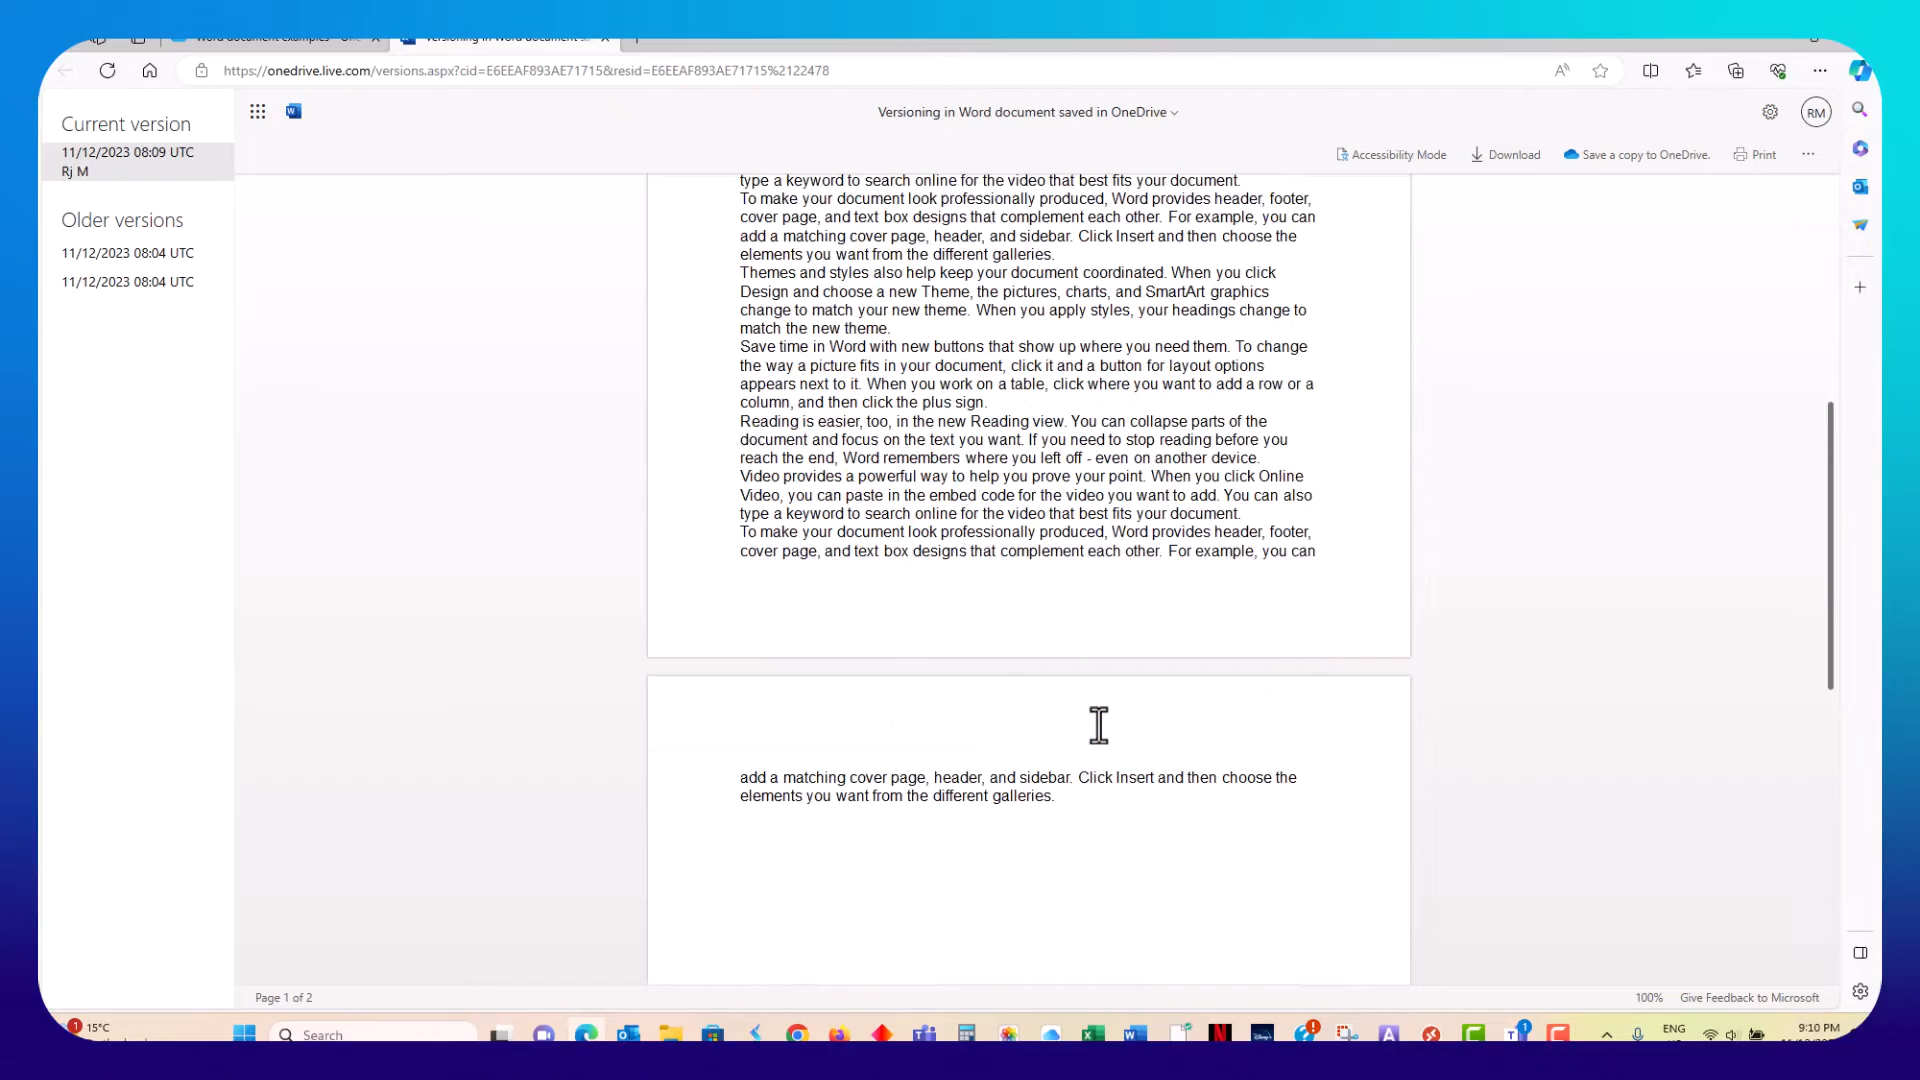 Word document examples
Versioning in Word document s
https://onedrive.live.com/versions.aspx?cid=E6EEAF893AE71715&resid=E6EEAF893AE71715%2122478
Current version
11/12/2023 08:09 UTC
Rj M
Older versions
11/12/2023 08:04 UTC
11/12/2023 08:04 UTC
Versioning in Word document saved in OneDrive
RM
Accessibility Mode
Download
Save a copy to OneDrive.
Print
type a keyword to search online for the video that best fits your document.
To make your document look professionally produced, Word provides header, footer,
cover page, and text box designs that complement each other. For example, you can
add a matching cover page, header, and sidebar. Click Insert and then choose the
elements you want from the different galleries.
Themes and styles also help keep your document coordinated. When you click
Design and choose a new Theme, the pictures, charts, and SmartArt graphics
change to match your new theme. When you apply styles, your headings change to
match the new theme.
Save time in Word with new buttons that show up where you need them. To change
the way a picture fits in your document, click it and a button for layout options
appears next to it. When you work on a table, click where you want to add a row or a
column, and then click the plus sign.
Reading is easier, too, in the new Reading view. You can collapse parts of the
document and focus on the text you want. If you need to stop reading before you
reach the end, Word remembers where you left off - even on another device.
Video provides a powerful way to help you prove your point. When you click Online
Video, you can paste in the embed code for the video you want to add. You can also
type a keyword to search online for the video that best fits your document.
To make your document look professionally produced, Word provides header, footer,
cover page, and text box designs that complement each other. For example, you can
add a matching cover page, header, and sidebar. Click Insert and then choose the
elements you want from the different galleries.
Page 1 of 2
100%
Give Feedback to Microsoft
1
15°C
Search
1
ENG
9:10 PM